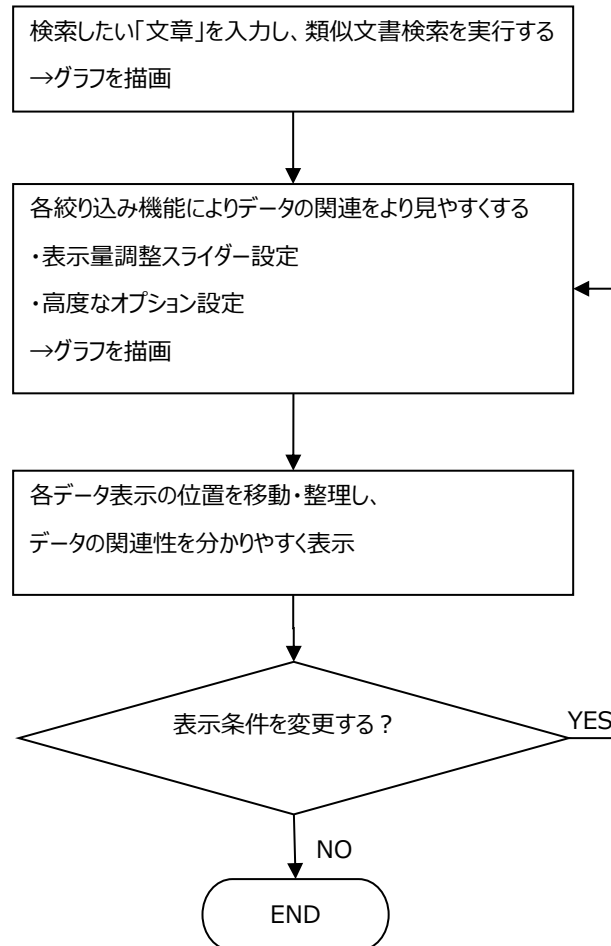 検索したい「文章」を入力し、類似文書検索を実行する
→グラフを描画
各絞り込み機能によりデータの関連をより見やすくする
・表示量調整スライダー設定
・高度なオプション設定
→グラフを描画
各データ表示の位置を移動・整理し、
データの関連性を分かりやすく表示
表示条件を変更する？
YES
NO
END